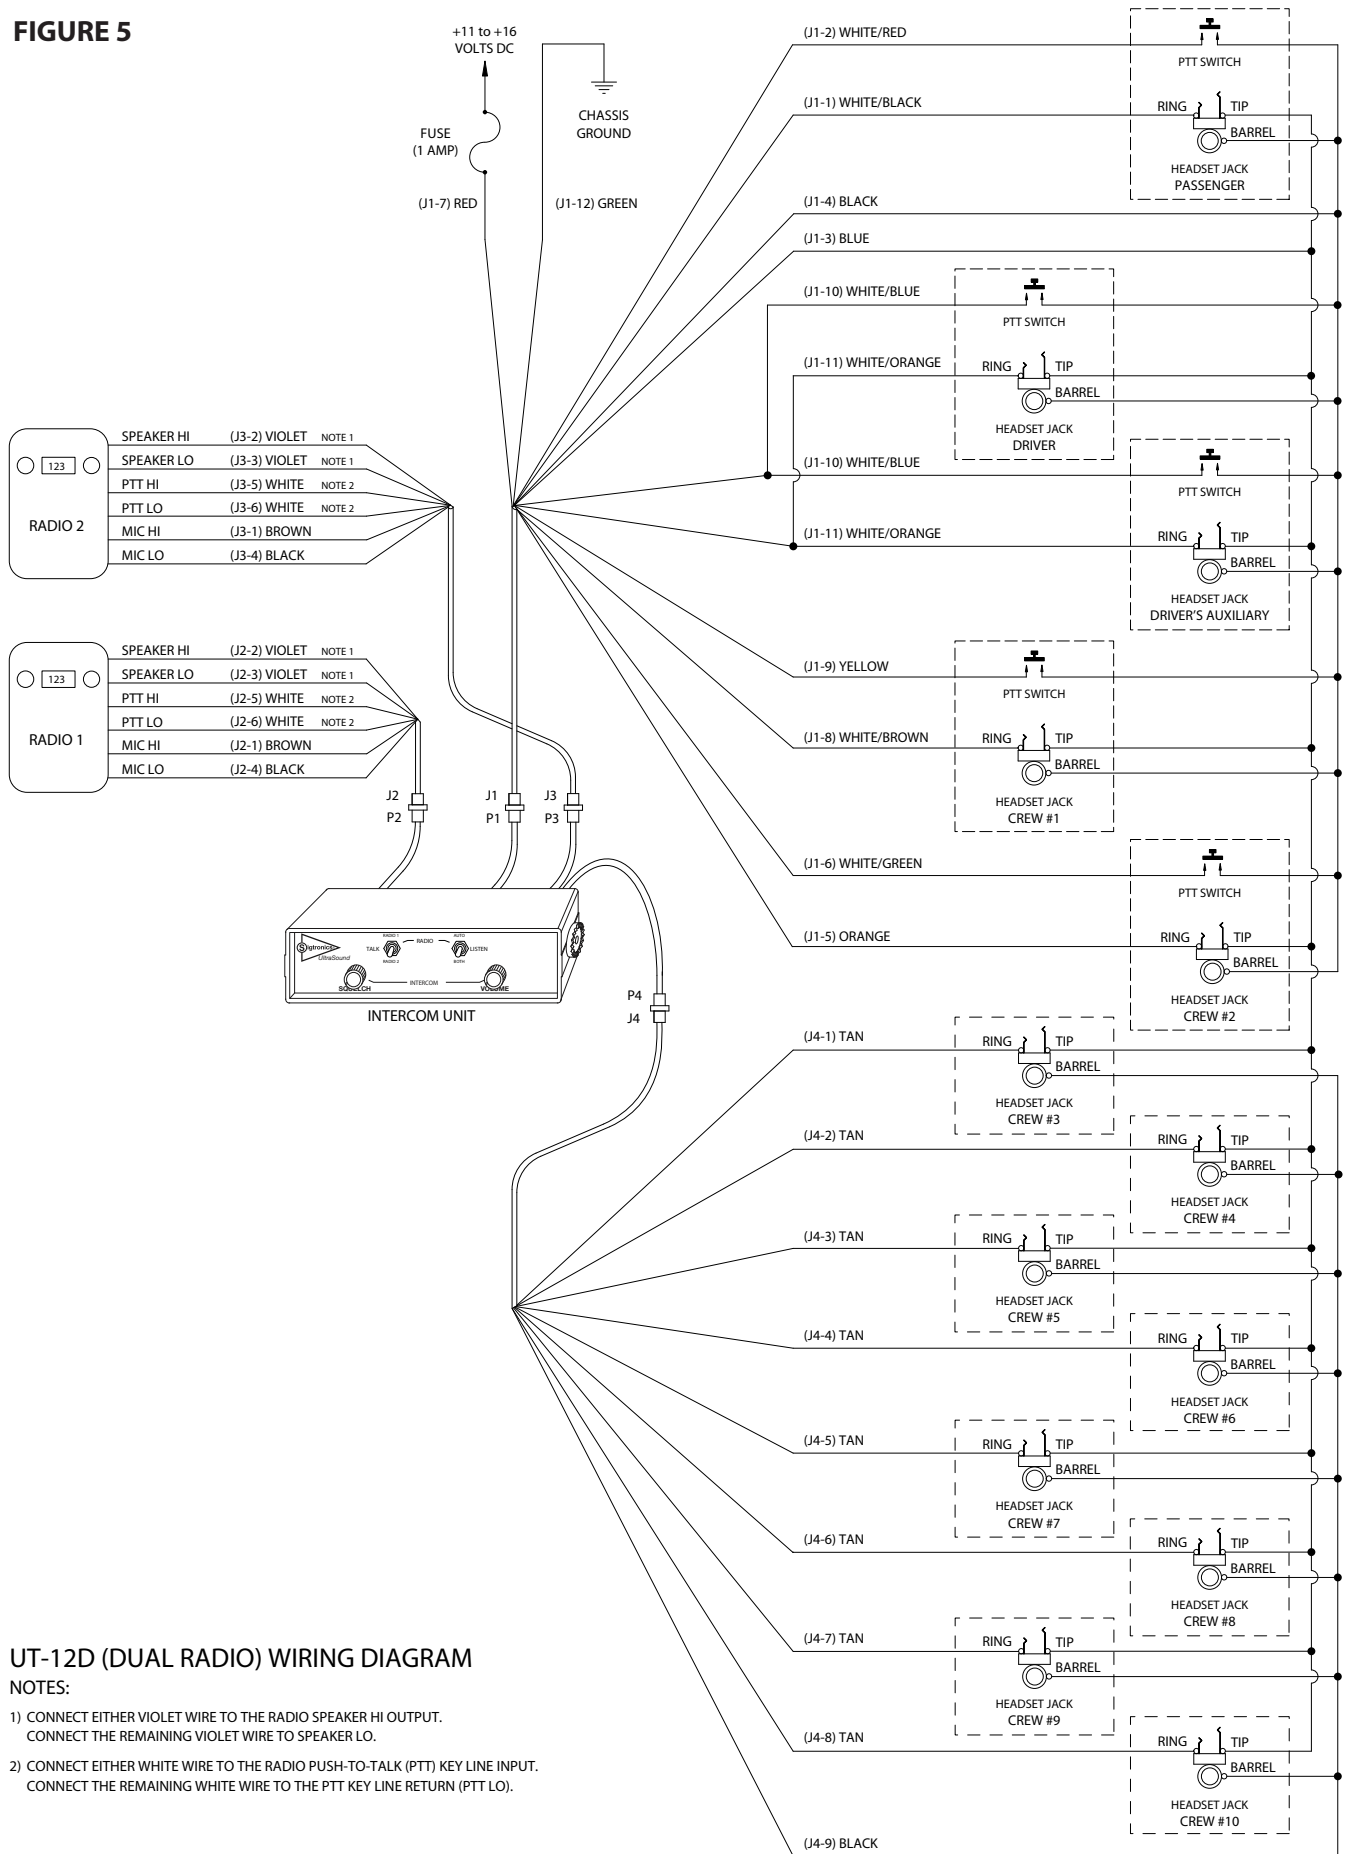 FIGURE 5
+11 to +16
VOLTS DC
FUSE
(1 AMP)
CHASSIS
GROUND
(J1-7) RED
(J1-12) GREEN
(J1-2) WHITE/RED
PTT SWITCH
(J1-1) WHITE/BLACK
RING
TIP
BARREL
HEADSET JACK
PASSENGER
(J1-4) BLACK
(J1-3) BLUE
(J1-10) WHITE/BLUE
PTT SWITCH
(J1-11) WHITE/ORANGE
RING
TIP
BARREL
HEADSET JACK
DRIVER
(J1-10) WHITE/BLUE
PTT SWITCH
(J1-11) WHITE/ORANGE
RING
TIP
BARREL
HEADSET JACK
DRIVER'S AUXILIARY
(J1-9) YELLOW
PTT SWITCH
(J1-8) WHITE/BROWN
RING
TIP
BARREL
HEADSET JACK
CREW #1
(J1-6) WHITE/GREEN
PTT SWITCH
(J1-5) ORANGE
RING
TIP
BARREL
HEADSET JACK
CREW #2
123
RADIO 2
SPEAKER HI (J3-2) VIOLET NOTE 1
SPEAKER LO (J3-3) VIOLET NOTE 1
PTT HI (J3-5) WHITE NOTE 2
PTT LO (J3-6) WHITE NOTE 2
MIC HI (J3-1) BROWN
MIC LO (J3-4) BLACK
123
RADIO 1
SPEAKER HI (J2-2) VIOLET NOTE 1
SPEAKER LO (J2-3) VIOLET NOTE 1
PTT HI (J2-5) WHITE NOTE 2
PTT LO (J2-6) WHITE NOTE 2
MIC HI (J2-1) BROWN
MIC LO (J2-4) BLACK
J2
P2
J1
P1
J3
P3
Sigtronics
UltraSound
TALK
RADIO 1
RADIO 2
RADIO
AUTO
BOTH
LISTEN
SQUELCH
INTERCOM
VOLUME
INTERCOM UNIT
P4
J4
(J4-1) TAN
RING
TIP
BARREL
HEADSET JACK
CREW #3
(J4-2) TAN
RING
TIP
BARREL
HEADSET JACK
CREW #4
(J4-3) TAN
RING
TIP
BARREL
HEADSET JACK
CREW #5
(J4-4) TAN
RING
TIP
BARREL
HEADSET JACK
CREW #6
(J4-5) TAN
RING
TIP
BARREL
HEADSET JACK
CREW #7
(J4-6) TAN
RING
TIP
BARREL
HEADSET JACK
CREW #8
(J4-7) TAN
RING
TIP
BARREL
HEADSET JACK
CREW #9
(J4-8) TAN
RING
TIP
BARREL
HEADSET JACK
CREW #10
(J4-9) BLACK
UT-12D (DUAL RADIO) WIRING DIAGRAM
NOTES:
1) CONNECT EITHER VIOLET WIRE TO THE RADIO SPEAKER HI OUTPUT.
CONNECT THE REMAINING VIOLET WIRE TO SPEAKER LO.
2) CONNECT EITHER WHITE WIRE TO THE RADIO PUSH-TO-TALK (PTT) KEY LINE INPUT.
CONNECT THE REMAINING WHITE WIRE TO THE PTT KEY LINE RETURN (PTT LO).